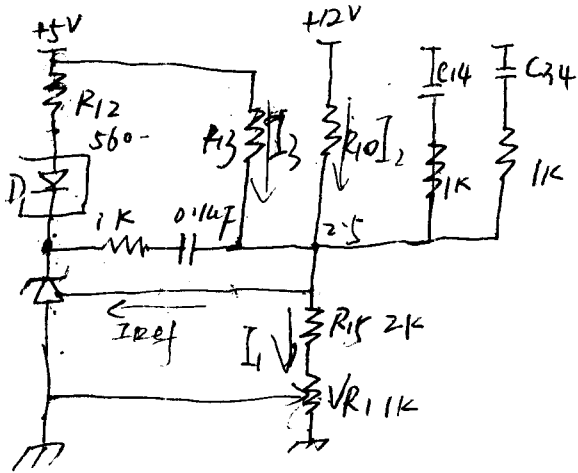 +5V
+12V
R12
560-
R13
I3
R10
I2
C14
C34
1K
1K
D1
1K
0.1uF
2.5
Iref
I1
R15 2K
VR1 1K